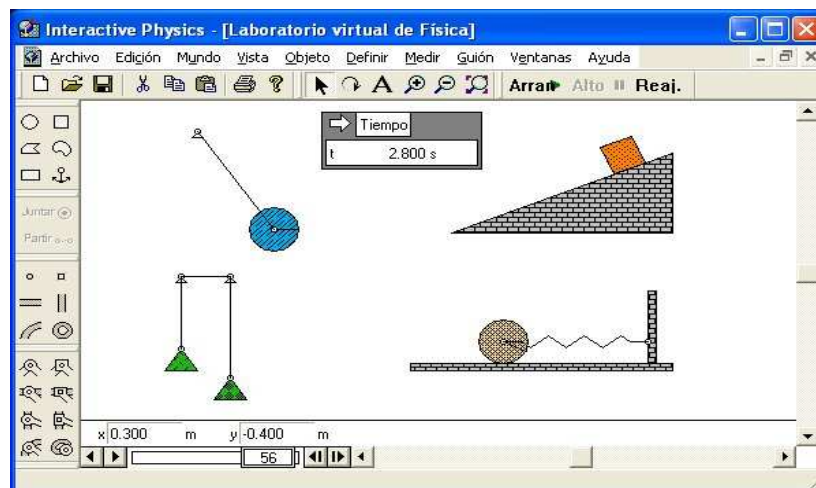 Interactive Physics - [Laboratorio virtual de Física]
Archivo Edición Mundo Vista Objeto Definir Medir Guión Ventanas Ayuda
A Arran Alto Reaj.
Tiempo
t 2.800 s
Juntar
Partir
x 0.300 m y -0.400 m
56